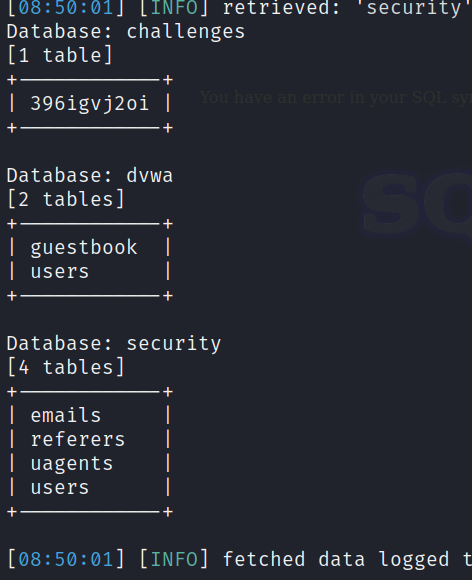 [08:50:01] [INFO] retrieved: 'security'
Database: challenges
[1 table]
+------------+
| 396igvj2oi |
+------------+
You have an error in your SQL
Database: dvwa
[2 tables]
+------------+
| guestbook  |
| users      |
+------------+
SQ
Database: security
[4 tables]
+------------+
| emails     |
| referers   |
| uagents    |
| users      |
+------------+
[08:50:01] [INFO] fetched data logged t